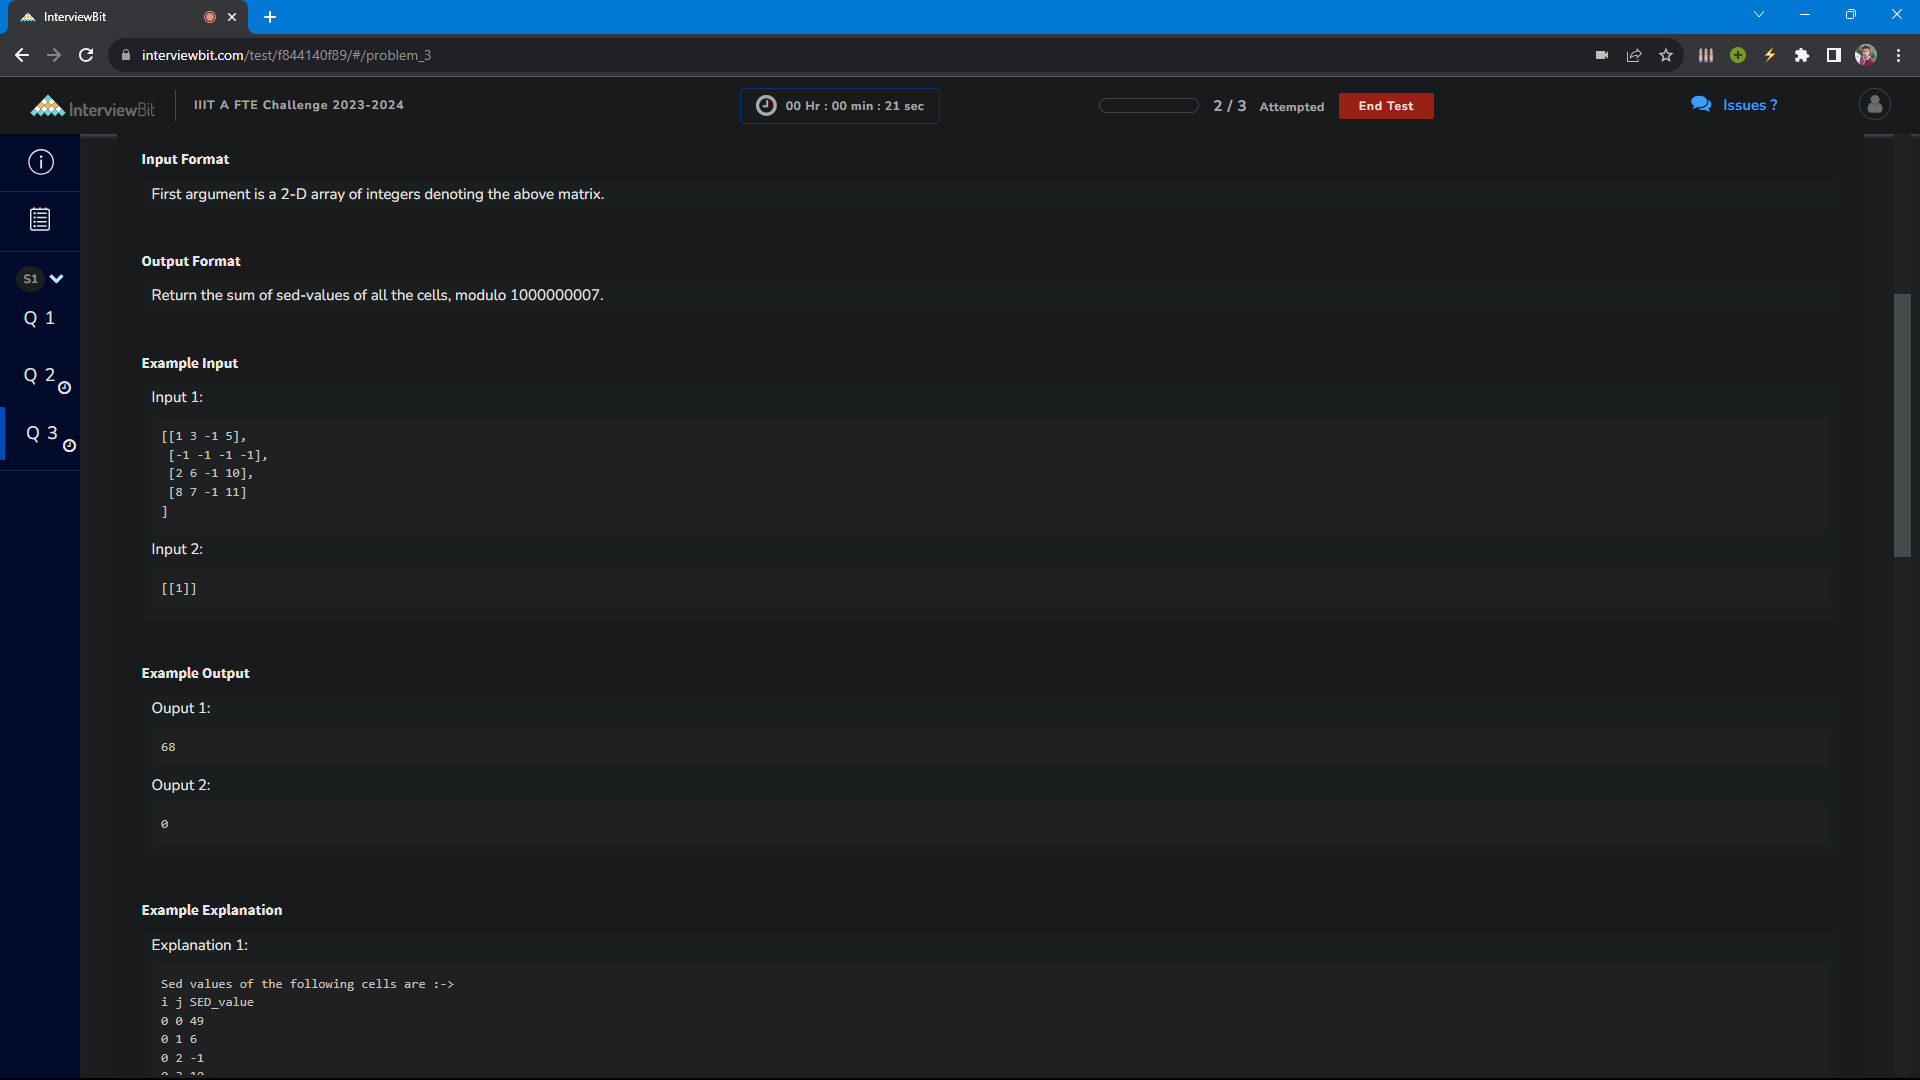 InterviewBit
interviewbit.com/test/f844140f89/#/problem_3
InterviewBit
IIIT A FTE Challenge 2023-2024
00 Hr : 00 min : 21 sec
2 / 3 Attempted
End Test
Issues ?
S1
Q 1
Q 2
Q 3
Input Format
First argument is a 2-D array of integers denoting the above matrix.
Output Format
Return the sum of sed-values of all the cells, modulo 1000000007.
Example Input
Input 1:
[[1 3 -1 5],
[-1 -1 -1 -1],
[2 6 -1 10],
[8 7 -1 11]
]
Input 2:
[[1]]
Example Output
Ouput 1:
68
Ouput 2:
0
Example Explanation
Explanation 1:
Sed values of the following cells are :->
i j SED_value
0 0 49
0 1 6
0 2 -1